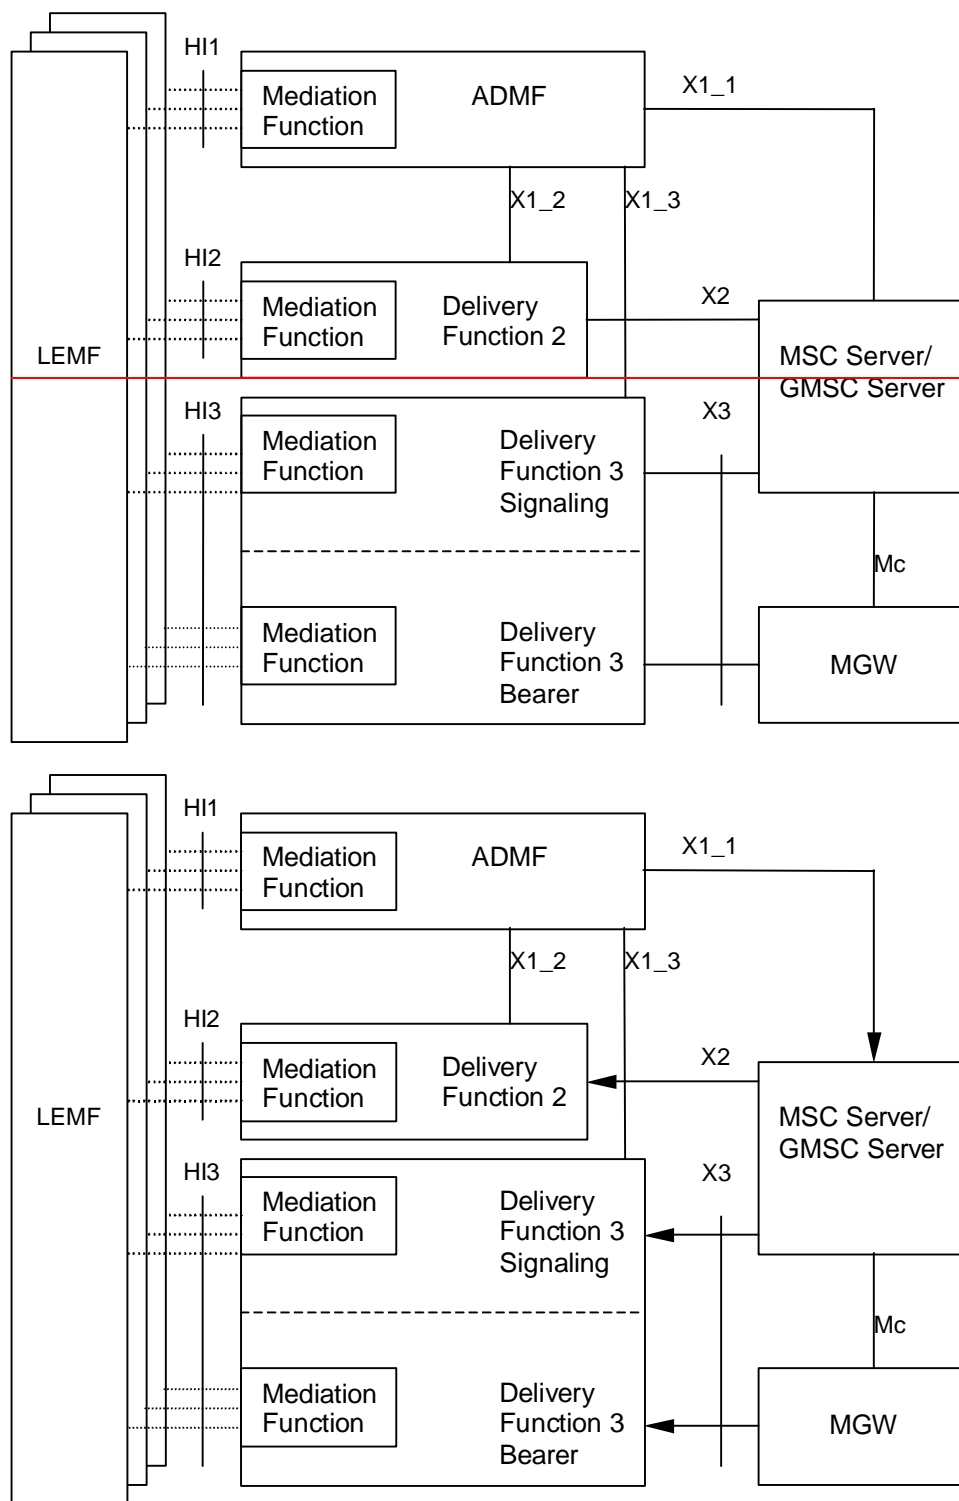 HI1
Mediation
Function
ADMF
X1_1
X1_2
X1_3
HI2
Mediation
Function
Delivery
Function 2
X2
LEMF
MSC Server/
GMSC Server
HI3
Mediation
Function
Delivery
Function 3
Signaling
X3
Mc
Mediation
Function
Delivery
Function 3
Bearer
MGW
HI1
Mediation
Function
ADMF
X1_1
X1_2
X1_3
HI2
Mediation
Function
Delivery
Function 2
X2
LEMF
MSC Server/
GMSC Server
HI3
Mediation
Function
Delivery
Function 3
Signaling
X3
Mc
Mediation
Function
Delivery
Function 3
Bearer
MGW